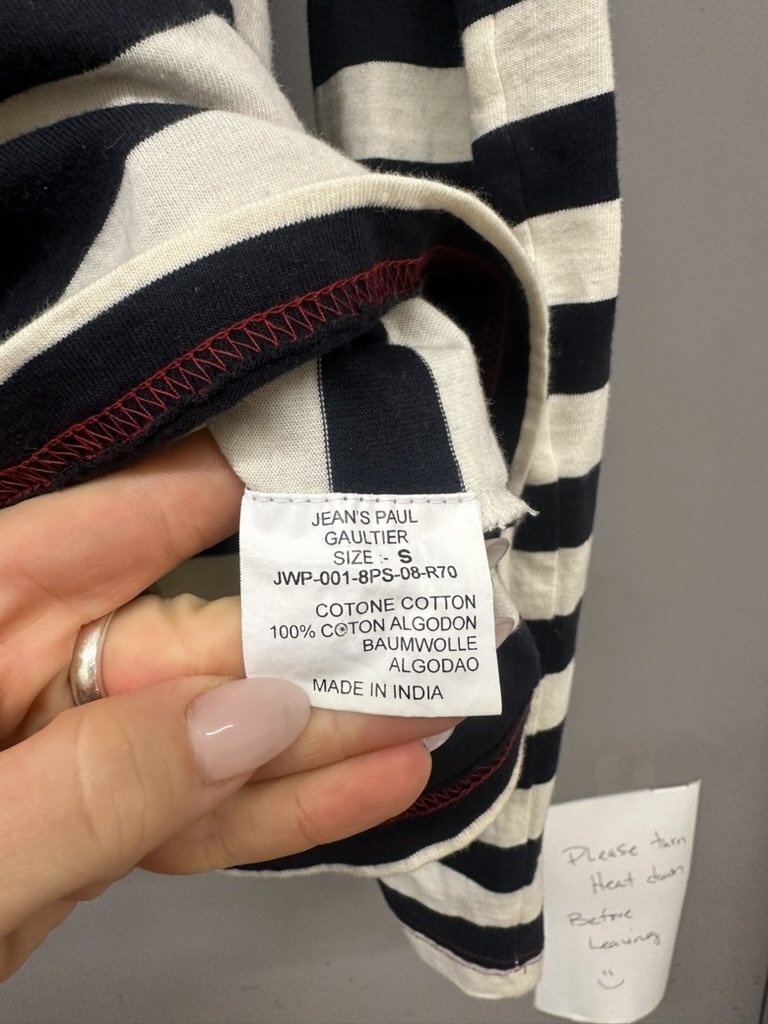 JEAN'S PAUL
GAULTIER
SIZE :- S
JWP-001-8PS-08-R70
COTONE COTTON
100% COTON ALGODON
BAUMWOLLE
ALGODAO
MADE IN INDIA
Please turn
Heat down
Before
Leaving